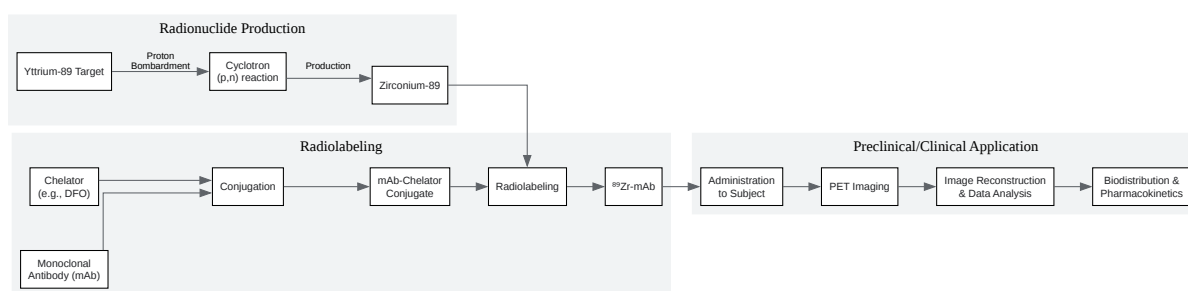 Radionuclide Production
Yttrium-89 Target
Proton
Bombardment
Cyclotron
(p,n) reaction
Production
Zirconium-89
Radiolabeling
Chelator
(e.g., DFO)
Monoclonal
Antibody (mAb)
Conjugation
mAb-Chelator
Conjugate
Radiolabeling
⁸⁹Zr-mAb
Preclinical/Clinical Application
Administration
to Subject
PET Imaging
Image Reconstruction
& Data Analysis
Biodistribution &
Pharmacokinetics